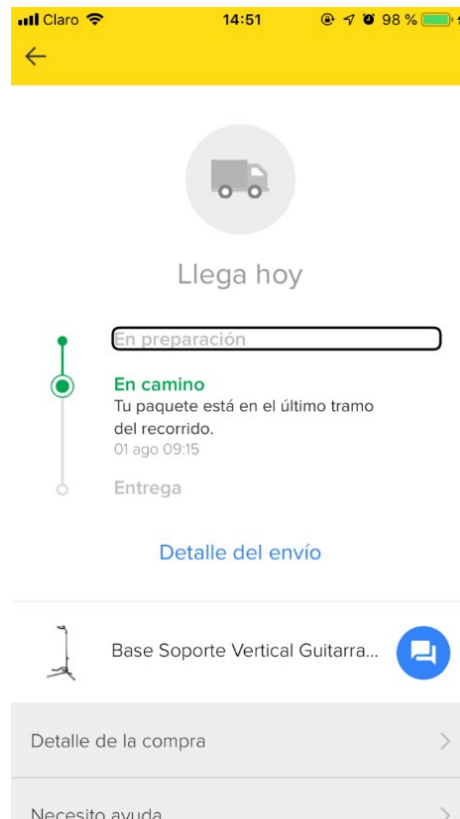 Claro 14:51 98 %
Llega hoy
En preparación
En camino
Tu paquete está en el último tramo
del recorrido.
01 ago 09:15
Entrega
Detalle del envío
Base Soporte Vertical Guitarra...
Detalle de la compra
Necesito ayuda